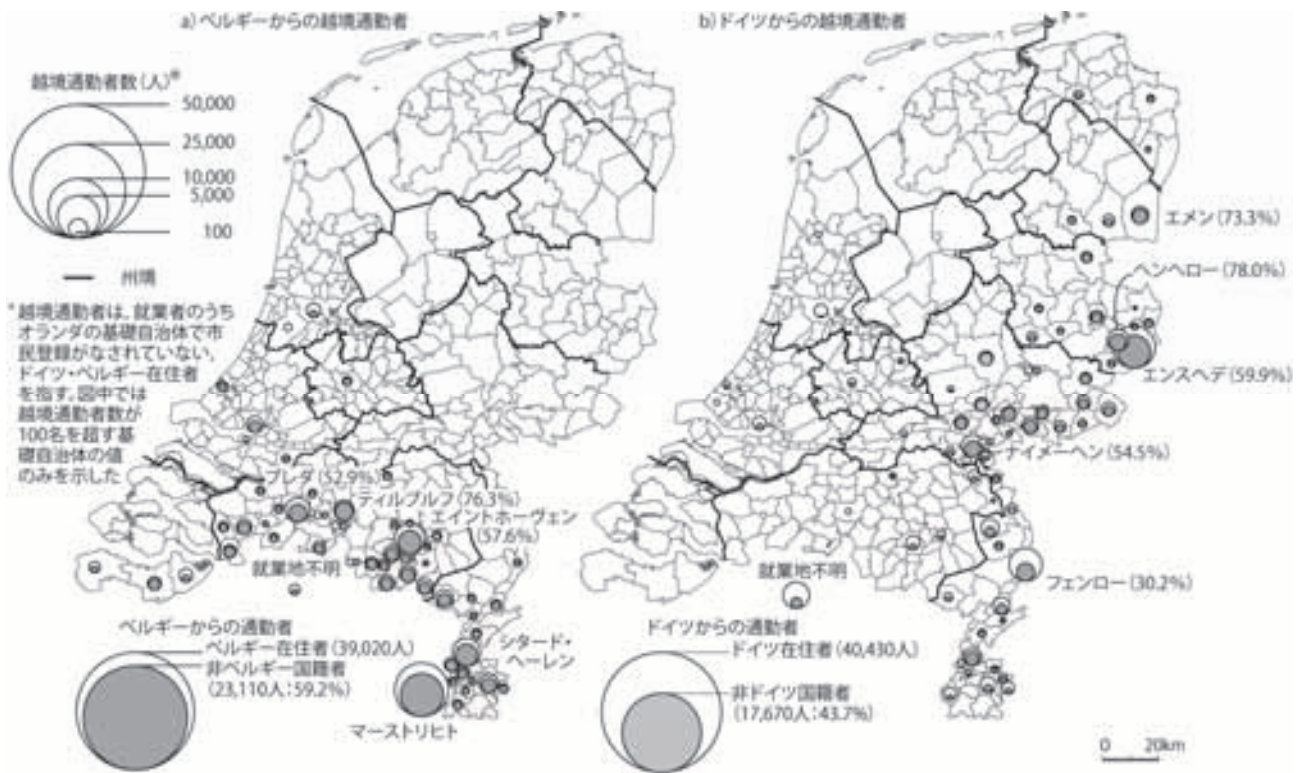 a）ベルギーからの越境通勤者
b）ドイツからの越境通勤者
越境通勤者数（人）※
50,000
25,000
10,000
5,000
100
州境
*越境通勤者は、就業者のうち
オランダの基礎自治体で市
民登録がなされていない、
ドイツ・ベルギー在住者
を指す。図中では
越境通勤者数が
100名を超す基
礎自治体の値
のみを示した
ブレダ（52.9%）
ティルブルフ（76.3%）
エイントホーヴェン
（57.6%）
就業地不明
シタード・
ヘーレン
マーストリヒト
ベルギーからの通勤者
ベルギー在住者（39,020人）
非ベルギー国籍者
（23,110人：59.2%）
エメン（73.3%）
ヘンヘロー（78.0%）
エンスヘデ（59.9%）
ナイメーヘン（54.5%）
就業地不明
フェンロー（30.2%）
ドイツからの通勤者
ドイツ在住者（40,430人）
非ドイツ国籍者
（17,670人：43.7%）
0 20km